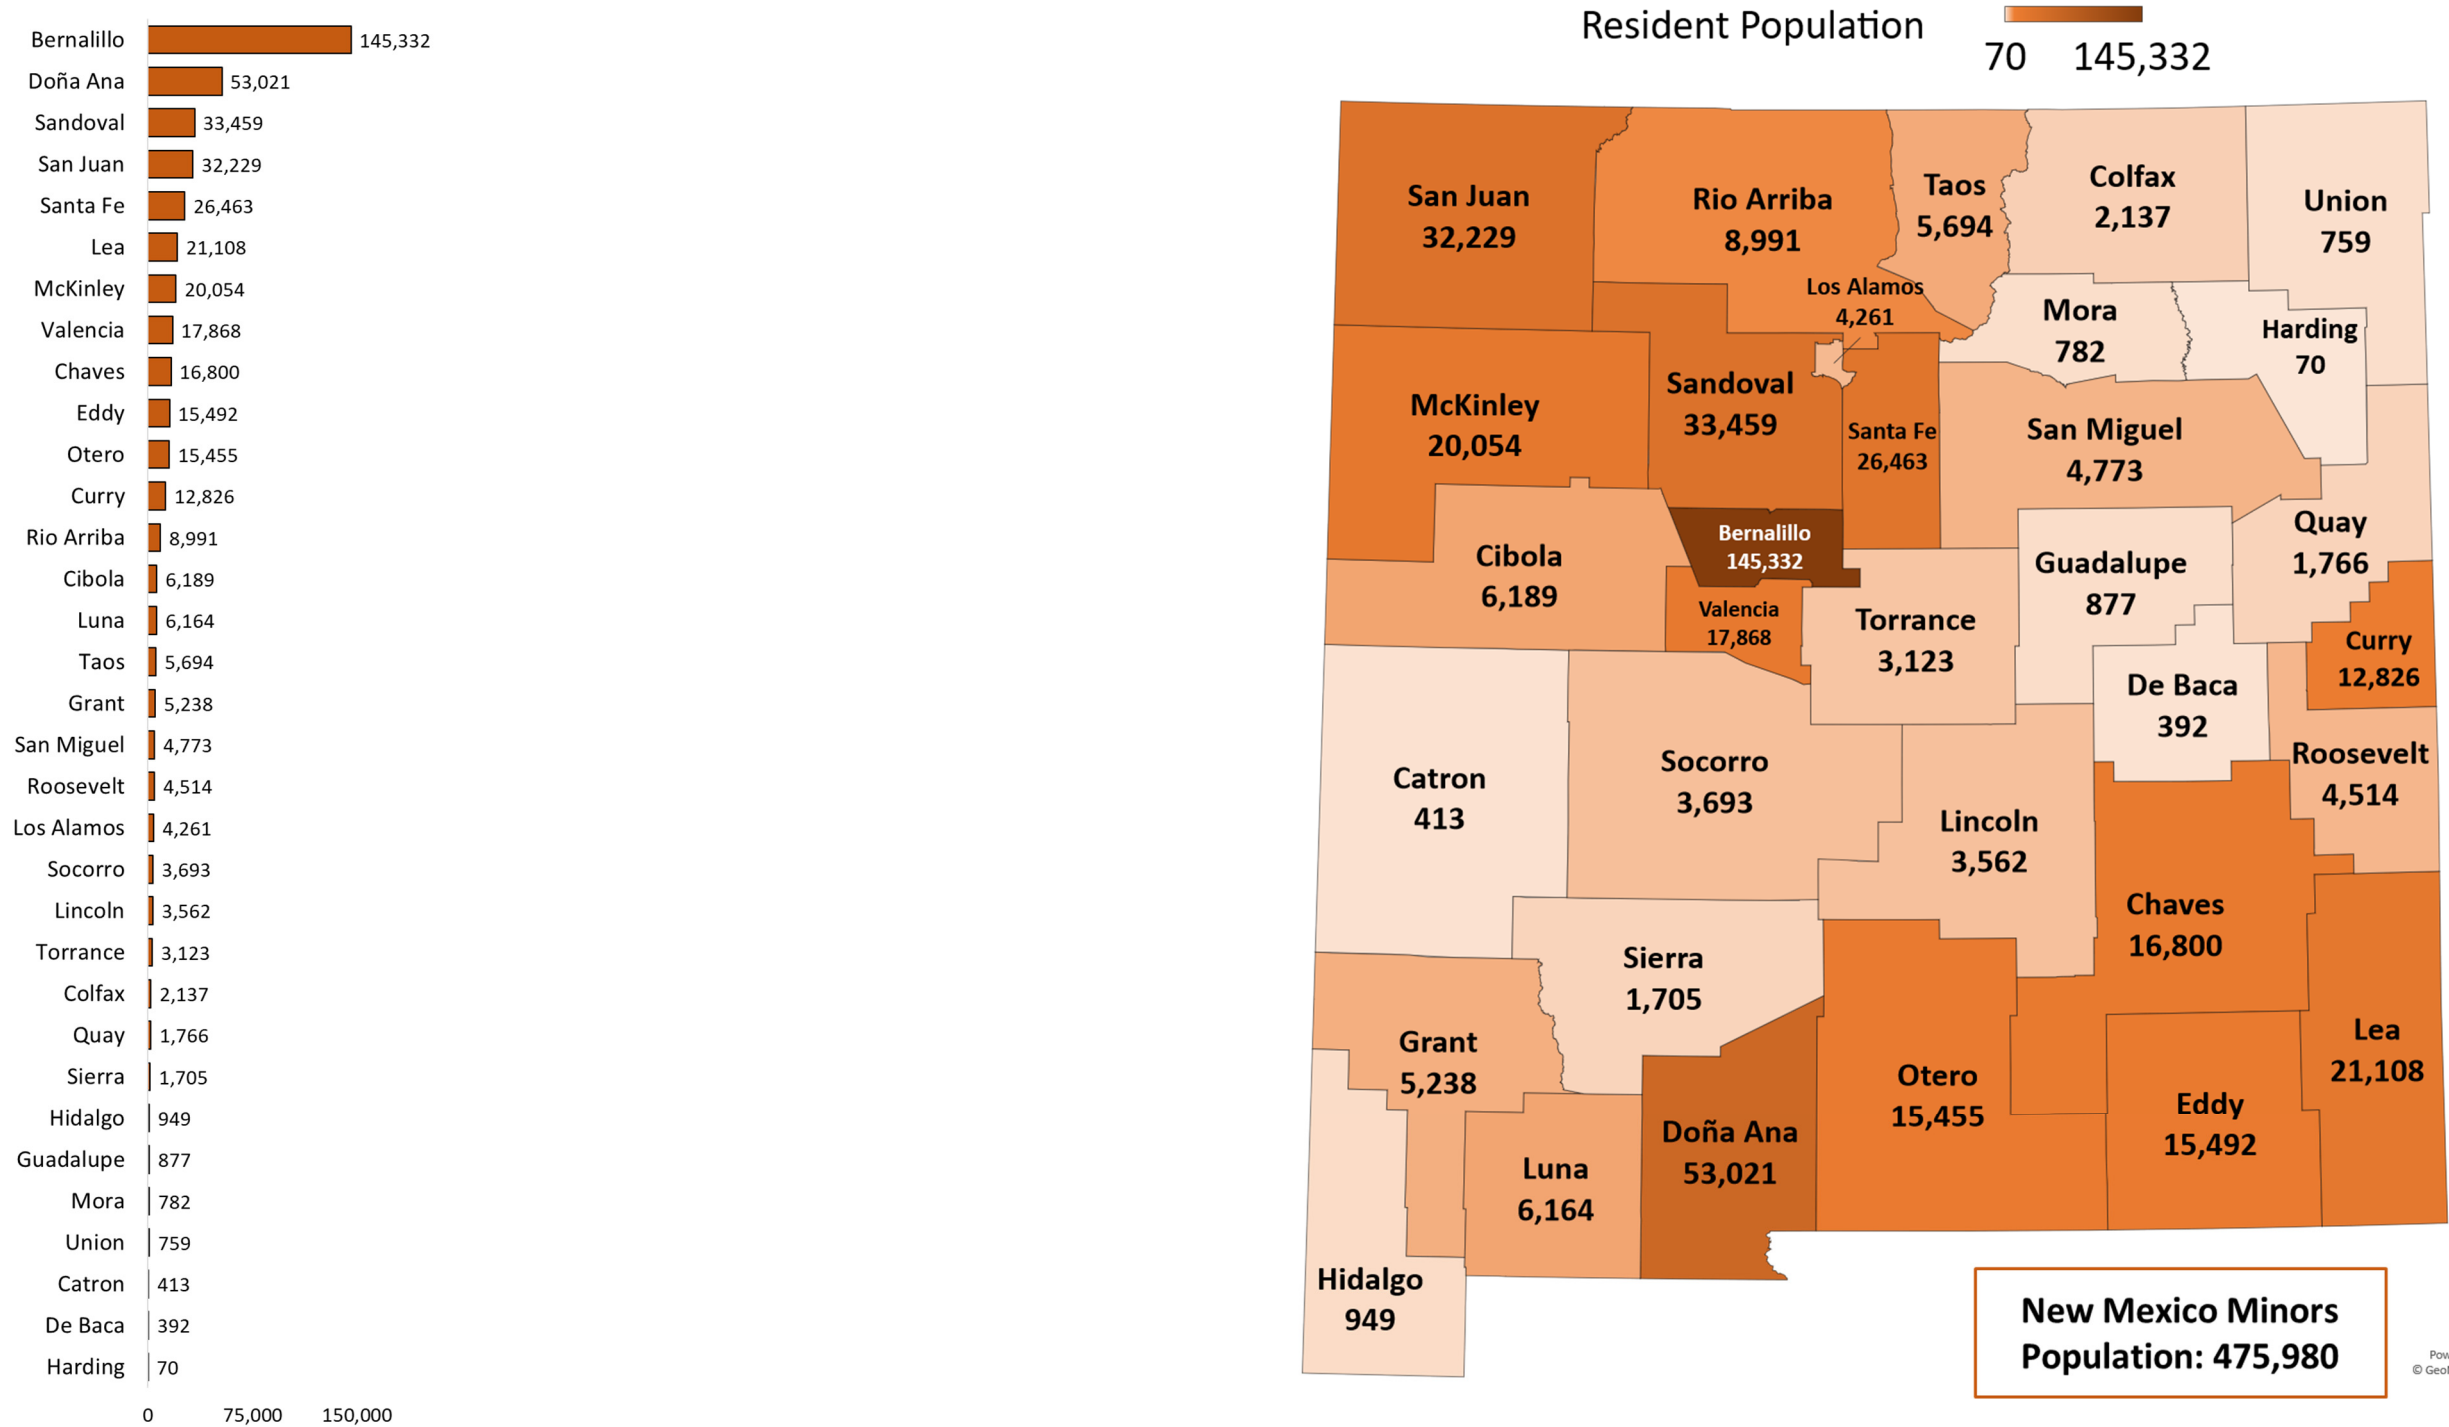 Bernalillo 145,332
Doña Ana 53,021
Sandoval 33,459
San Juan 32,229
Santa Fe 26,463
Lea 21,108
McKinley 20,054
Valencia 17,868
Chaves 16,800
Eddy 15,492
Otero 15,455
Curry 12,826
Rio Arriba 8,991
Cibola 6,189
Luna 6,164
Taos 5,694
Grant 5,238
San Miguel 4,773
Roosevelt 4,514
Los Alamos 4,261
Socorro 3,693
Lincoln 3,562
Torrance 3,123
Colfax 2,137
Quay 1,766
Sierra 1,705
Hidalgo 949
Guadalupe 877
Mora 782
Union 759
Catron 413
De Baca 392
Harding 70
0 75,000 150,000
Resident Population
70 145,332
San Juan
32,229
Rio Arriba
8,991
Taos
5,694
Colfax
2,137
Union
759
Los Alamos
4,261
Mora
782
Harding
70
McKinley
20,054
Sandoval
33,459
Santa Fe
26,463
San Miguel
4,773
Quay
1,766
Cibola
6,189
Bernalillo
145,332
Valencia
17,868
Torrance
3,123
Guadalupe
877
Curry
12,826
De Baca
392
Roosevelt
4,514
Catron
413
Socorro
3,693
Lincoln
3,562
Chaves
16,800
Sierra
1,705
Grant
5,238
Otero
15,455
Lea
21,108
Eddy
15,492
Doña Ana
53,021
Luna
6,164
Hidalgo
949
New Mexico Minors
Population: 475,980
Pow
© Geo